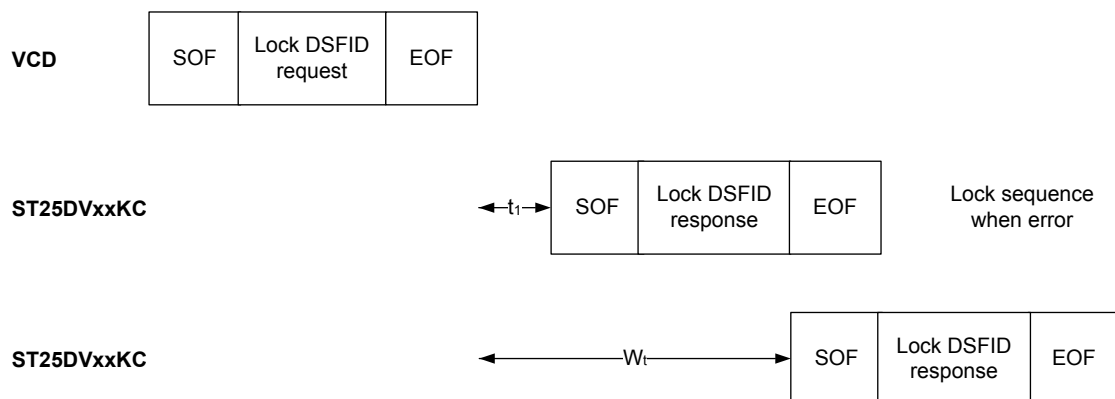 VCD
SOF
Lock DSFID
request
EOF
ST25DVxxKC
t1
SOF
Lock DSFID
response
EOF
Lock sequence
when error
ST25DVxxKC
Wt
SOF
Lock DSFID
response
EOF